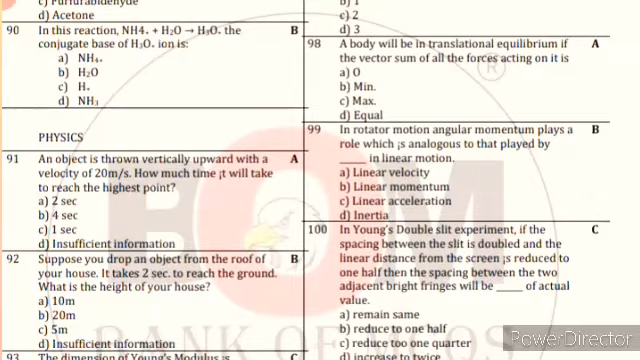 c) Furfuraldehyde
d) Acetone
90 In this reaction, NH4. + H₂O → H₃O. the B
conjugate base of H₃O. ion is:
a) NH₄.
b) H₂O
c) H.
d) NH₃
PHYSICS
91 An object is thrown vertically upward with a A
velocity of 20m/s. How much time it will take
to reach the highest point?
a) 2 sec
b) 4 sec
c) 1 sec
d) Insufficient information
92 Suppose you drop an object from the roof of B
your house. It takes 2 sec. to reach the ground.
What is the height of your house?
a) 10m
b) 20m
c) 5m
d) Insufficient information
93 The dimension of Young's Modulus is C
b) 1
c) 2
d) 3
98 A body will be in translational equilibrium if A
the vector sum of all the forces acting on it is
a) 0
b) Min.
c) Max.
d) Equal
99 In rotator motion angular momentum plays a B
role which is analogous to that played by
_____ in linear motion.
a) Linear velocity
b) Linear momentum
c) Linear acceleration
d) Inertia
100 In Young's Double slit experiment, if the C
spacing between the slit is doubled and the
linear distance from the screen is reduced to
one half then the spacing between the two
adjacent bright fringes will be _____ of actual
value.
a) remain same
b) reduce to one half
c) reduce too one quarter
d) increase to twice
BOM
BANK OF
PowerDirector